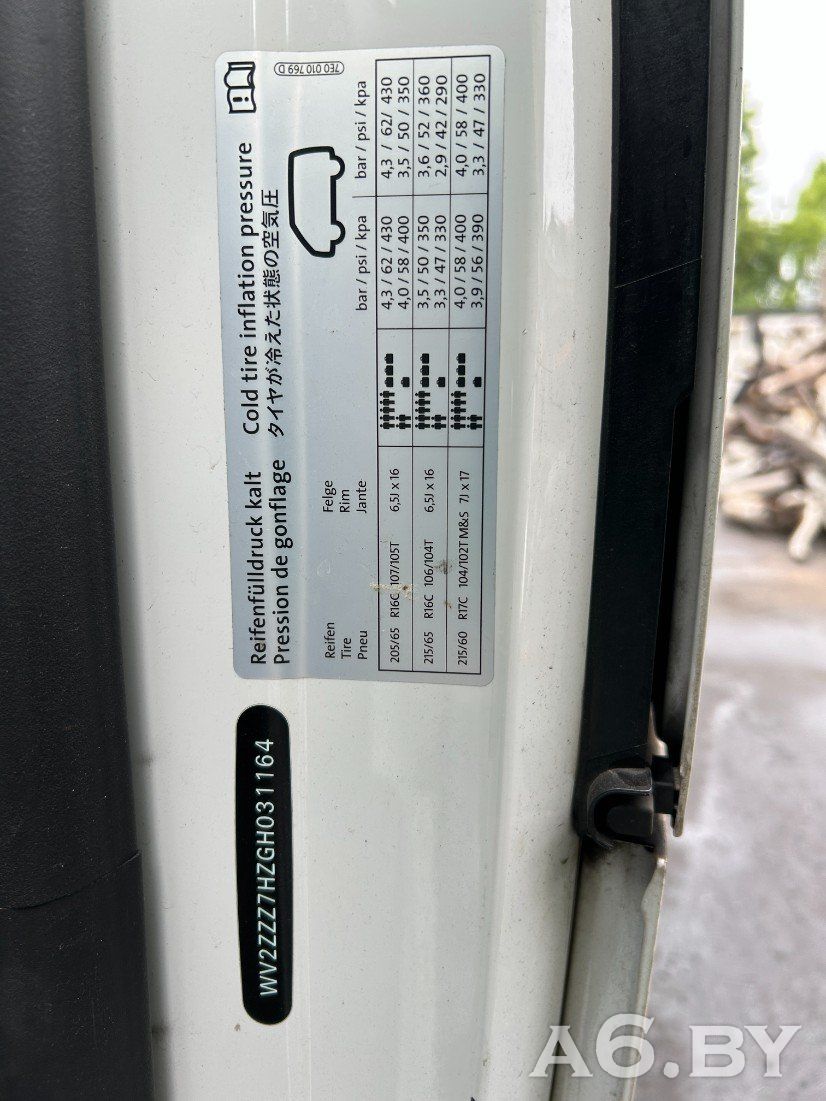 Reifenfülldruck kalt Cold tire inflation pressure
Pression de gonflage タイヤが冷えた状態の空気圧
7E0 010 769 D
Reifen Felge
Tire Rim
Pneu Jante bar / psi / kpa bar / psi / kpa
205/65 R16C 107/105T 6,5J x 16 4,3 / 62 / 430 4,3 / 62/ 430
4,0 / 58 / 400 3,5 / 50 / 350
215/65 R16C 106/104T 6,5J x 16 3,5 / 50 / 350 3,6 / 52 / 360
3,3 / 47 / 330 2,9 / 42 / 290
215/60 R17C 104/102T M&S 7J x 17 4,0 / 58 / 400 4,0 / 58 / 400
3,9 / 56 / 390 3,3 / 47 / 330
WV2ZZZ7HZGH031164
A6.BY